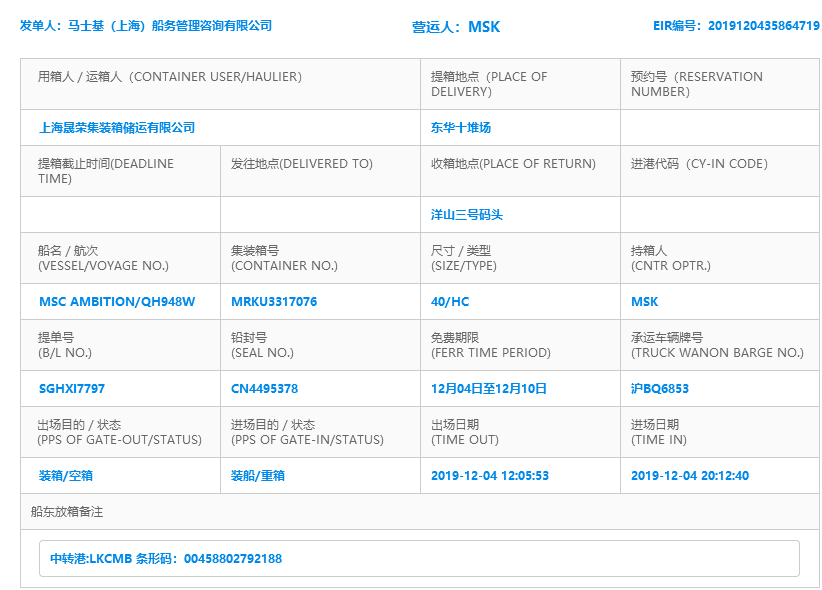 发单人：马士基（上海）船务管理咨询有限公司 营运人：MSK EIR编号：2019120435864719
用箱人 / 运箱人（CONTAINER USER/HAULIER）
提箱地点（PLACE OF
DELIVERY)
预约号（RESERVATION
NUMBER）
上海晟荣集装箱储运有限公司
东华十堆场
提箱截止时间(DEADLINE
TIME)
发往地点(DELIVERED TO)
收箱地点(PLACE OF RETURN)
进港代码（CY-IN CODE）
洋山三号码头
船名 / 航次
(VESSEL/VOYAGE NO.)
集装箱号
(CONTAINER NO.)
尺寸 / 类型
(SIZE/TYPE)
持箱人
(CNTR OPTR.)
MSC AMBITION/QH948W
MRKU3317076
40/HC
MSK
提单号
(B/L NO.)
铅封号
(SEAL NO.)
免费期限
(FERR TIME PERIOD)
承运车辆牌号
(TRUCK WANON BARGE NO.)
SGHXI7797
CN4495378
12月04日至12月10日
沪BQ6853
出场目的 / 状态
(PPS OF GATE-OUT/STATUS)
进场目的 / 状态
(PPS OF GATE-IN/STATUS)
出场日期
(TIME OUT)
进场日期
(TIME IN)
装箱/空箱
装船/重箱
2019-12-04 12:05:53
2019-12-04 20:12:40
船东放箱备注
中转港:LKCMB 条形码：00458802792188